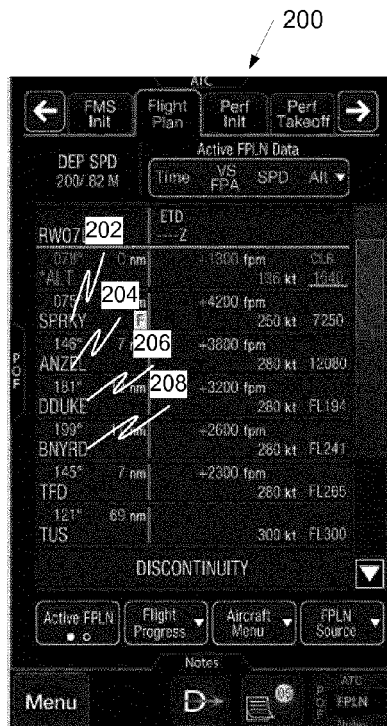 200
ATC
FMS Init
Flight Plan
Perf Init
Perf Takeoff
DEP SPD
200/.82 M
Active FPLN Data
Time VS FPA SPD Alt
ETD
RW07 202
---Z
0 nm fpm CLB
*ALT kt 1640
075° +4200 fpm
204
SPRKY 250 kt 7250
146° 7 206 +3800 fpm
ANZEL 280 kt 12080
181° nm 208 +3200 fpm
DDUKE 280 kt FL194
199° nm +2600 fpm
BNYRD 280 kt FL241
145° 7 nm +2300 fpm
TFD 280 kt FL265
121° 69 nm
TUS 300 kt FL300
DISCONTINUITY
POF
Active FPLN
Flight Progress
Aircraft Menu
FPLN Source
Notes
Menu
D
ATC
FPLN